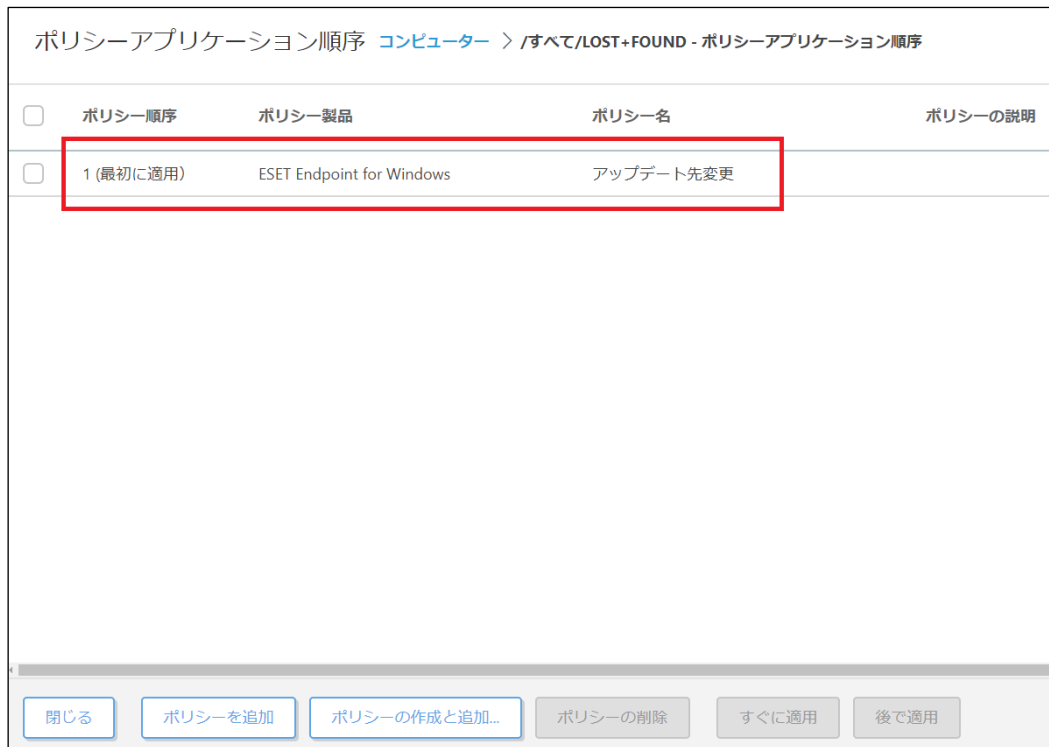 ポリシーアプリケーション順序 コンピューター > /すべて/LOST+FOUND - ポリシーアプリケーション順序
ポリシー順序 ポリシー製品 ポリシー名 ポリシーの説明
1 (最初に適用） ESET Endpoint for Windows アップデート先変更
閉じる ポリシーを追加 ポリシーの作成と追加... ポリシーの削除 すぐに適用 後で適用